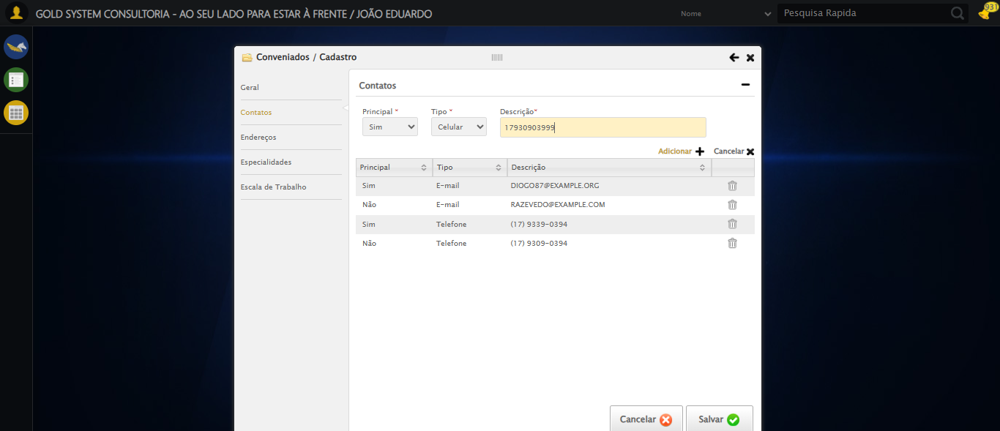 GOLD SYSTEM CONSULTORIA - AO SEU LADO PARA ESTAR À FRENTE / JOÃO EDUARDO
Nome
Pesquisa Rapida
931
Conveniados / Cadastro
Geral
Contatos
Endereços
Especialidades
Escala de Trabalho
Contatos
Principal * Tipo * Descrição*
Sim Celular 17930903999
Adicionar Cancelar
Principal Tipo Descrição
Sim E-mail DIOGO87@EXAMPLE.ORG
Não E-mail RAZEVEDO@EXAMPLE.COM
Sim Telefone (17) 9339-0394
Não Telefone (17) 9309-0394
Cancelar Salvar